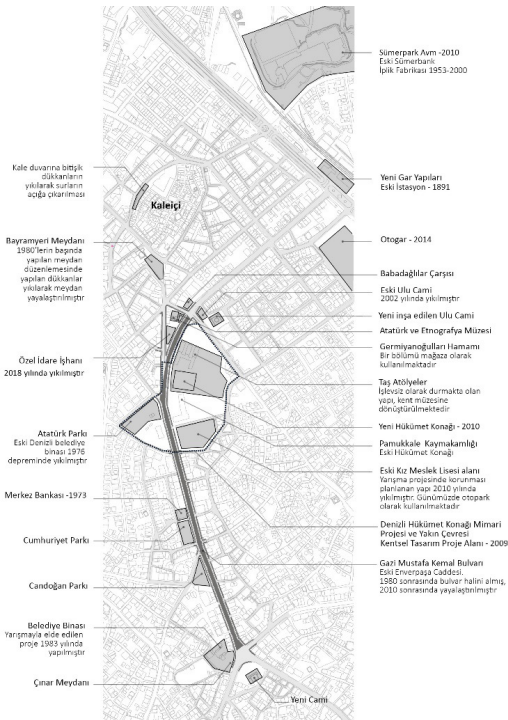 Sümerpark Avm -2010
Eski Sümerbank
İplik Fabrikası 1953-2000
Kale duvarına bitişik
dükkanların
yıkılarak surların
açığa çıkarılması
Kaleiçi
Yeni Gar Yapıları
Eski İstasyon - 1891
Bayramyeri Meydanı
1980'lerin başında
yapılan meydan
düzenlemesinde
yapılan dükkanlar
yıkılarak meydan
yayalaştırılmıştır
Otogar - 2014
Babadağlılar Çarşısı
Eski Ulu Cami
2002 yılında yıkılmıştır
Yeni inşa edilen Ulu Cami
Atatürk ve Etnografya Müzesi
Germiyanoğulları Hamamı
Bir bölümü mağaza olarak
kullanılmaktadır
Özel İdare İşhanı
2018 yılında yıkılmıştır
Taş Atölyeler
İşlevsiz olarak durmakta olan
yapı, kent müzesine
dönüştürülmektedir
Yeni Hükümet Konağı - 2010
Atatürk Parkı
Eski Denizli belediye
binası 1976
depreminde yıkılmıştır
Pamukkale Kaymakamlığı
Eski Hükümet Konağı
Eski Kız Meslek Lisesi alanı
Yarışma projesinde korunması
planlanan yapı 2010 yılında
yıkılmıştır. Günümüzde otopark
olarak kullanılmaktadır
Merkez Bankası -1973
Denizli Hükümet Konağı Mimari
Projesi ve Yakın Çevresi
Kentsel Tasarım Proje Alanı - 2009
Cumhuriyet Parkı
Gazi Mustafa Kemal Bulvarı
Eski Enverpaşa Caddesi.
1980 sonrasında bulvar halini almış,
2010 sonrasında yayalaştırılmıştır
Candoğan Parkı
Belediye Binası
Yarışmayla elde edilen
proje 1983 yılında
yapılmıştır
Çınar Meydanı
Yeni Cami